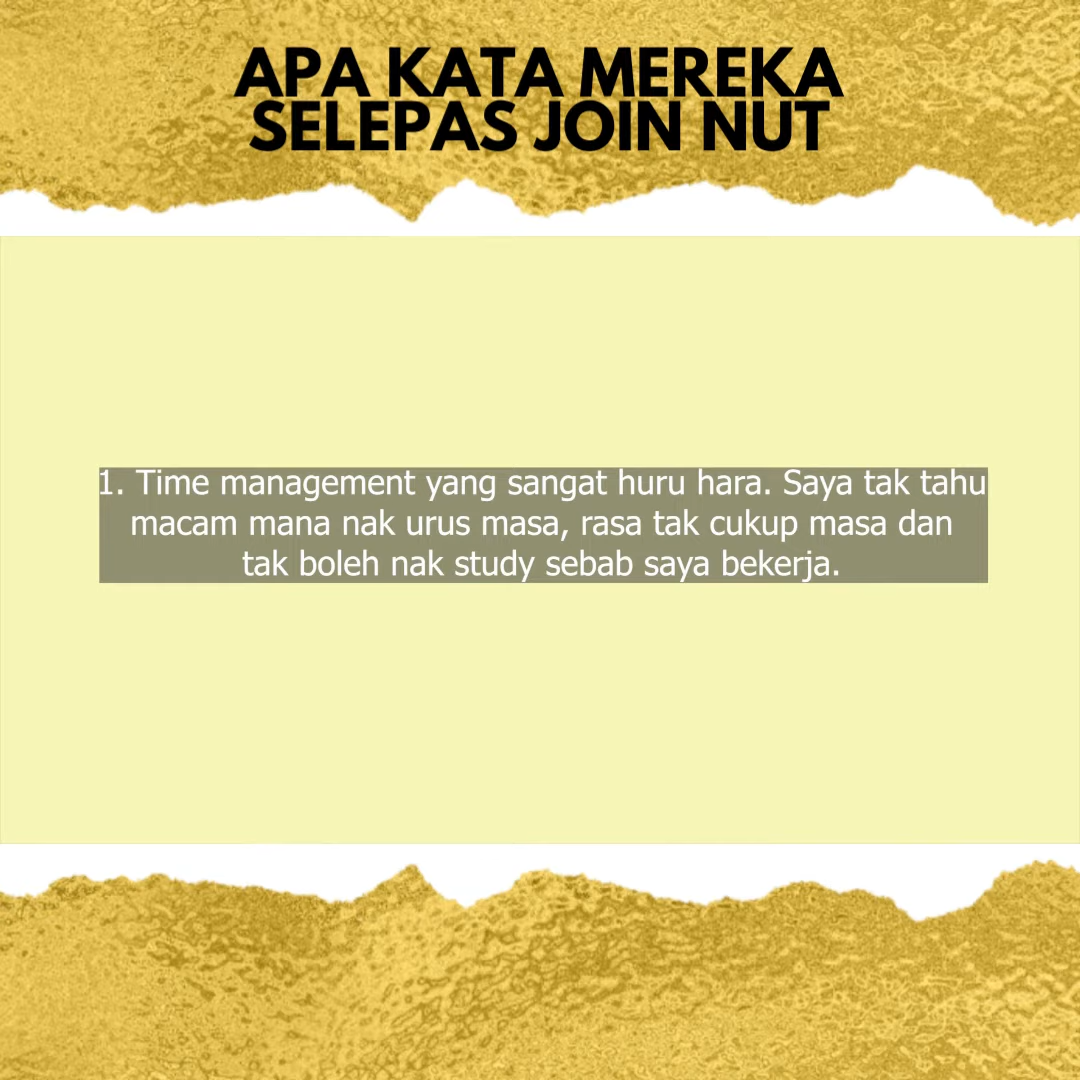 APA KATA MEREKA
SELEPAS JOIN NUT
1. Time management yang sangat huru hara. Saya tak tahu
macam mana nak urus masa, rasa tak cukup masa dan
tak boleh nak study sebab saya bekerja.